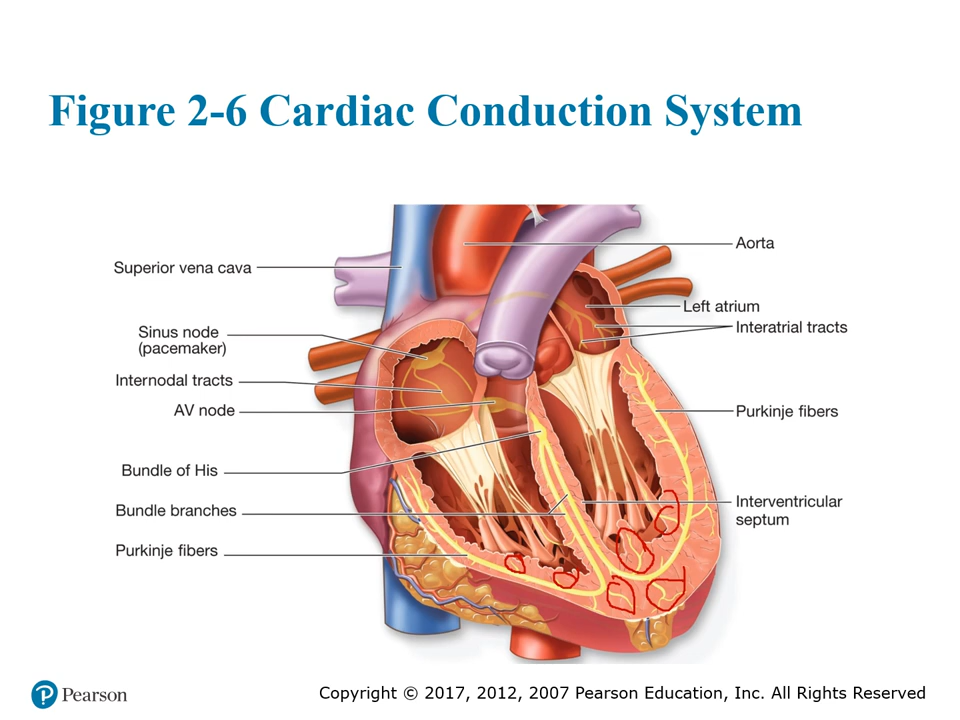 Figure 2-6 Cardiac Conduction System
Superior vena cava
Sinus node
(pacemaker)
Internodal tracts
AV node
Bundle of His
Bundle branches
Purkinje fibers
Aorta
Left atrium
Interatrial tracts
Purkinje fibers
Interventricular
septum
P Pearson
Copyright © 2017, 2012, 2007 Pearson Education, Inc. All Rights Reserved